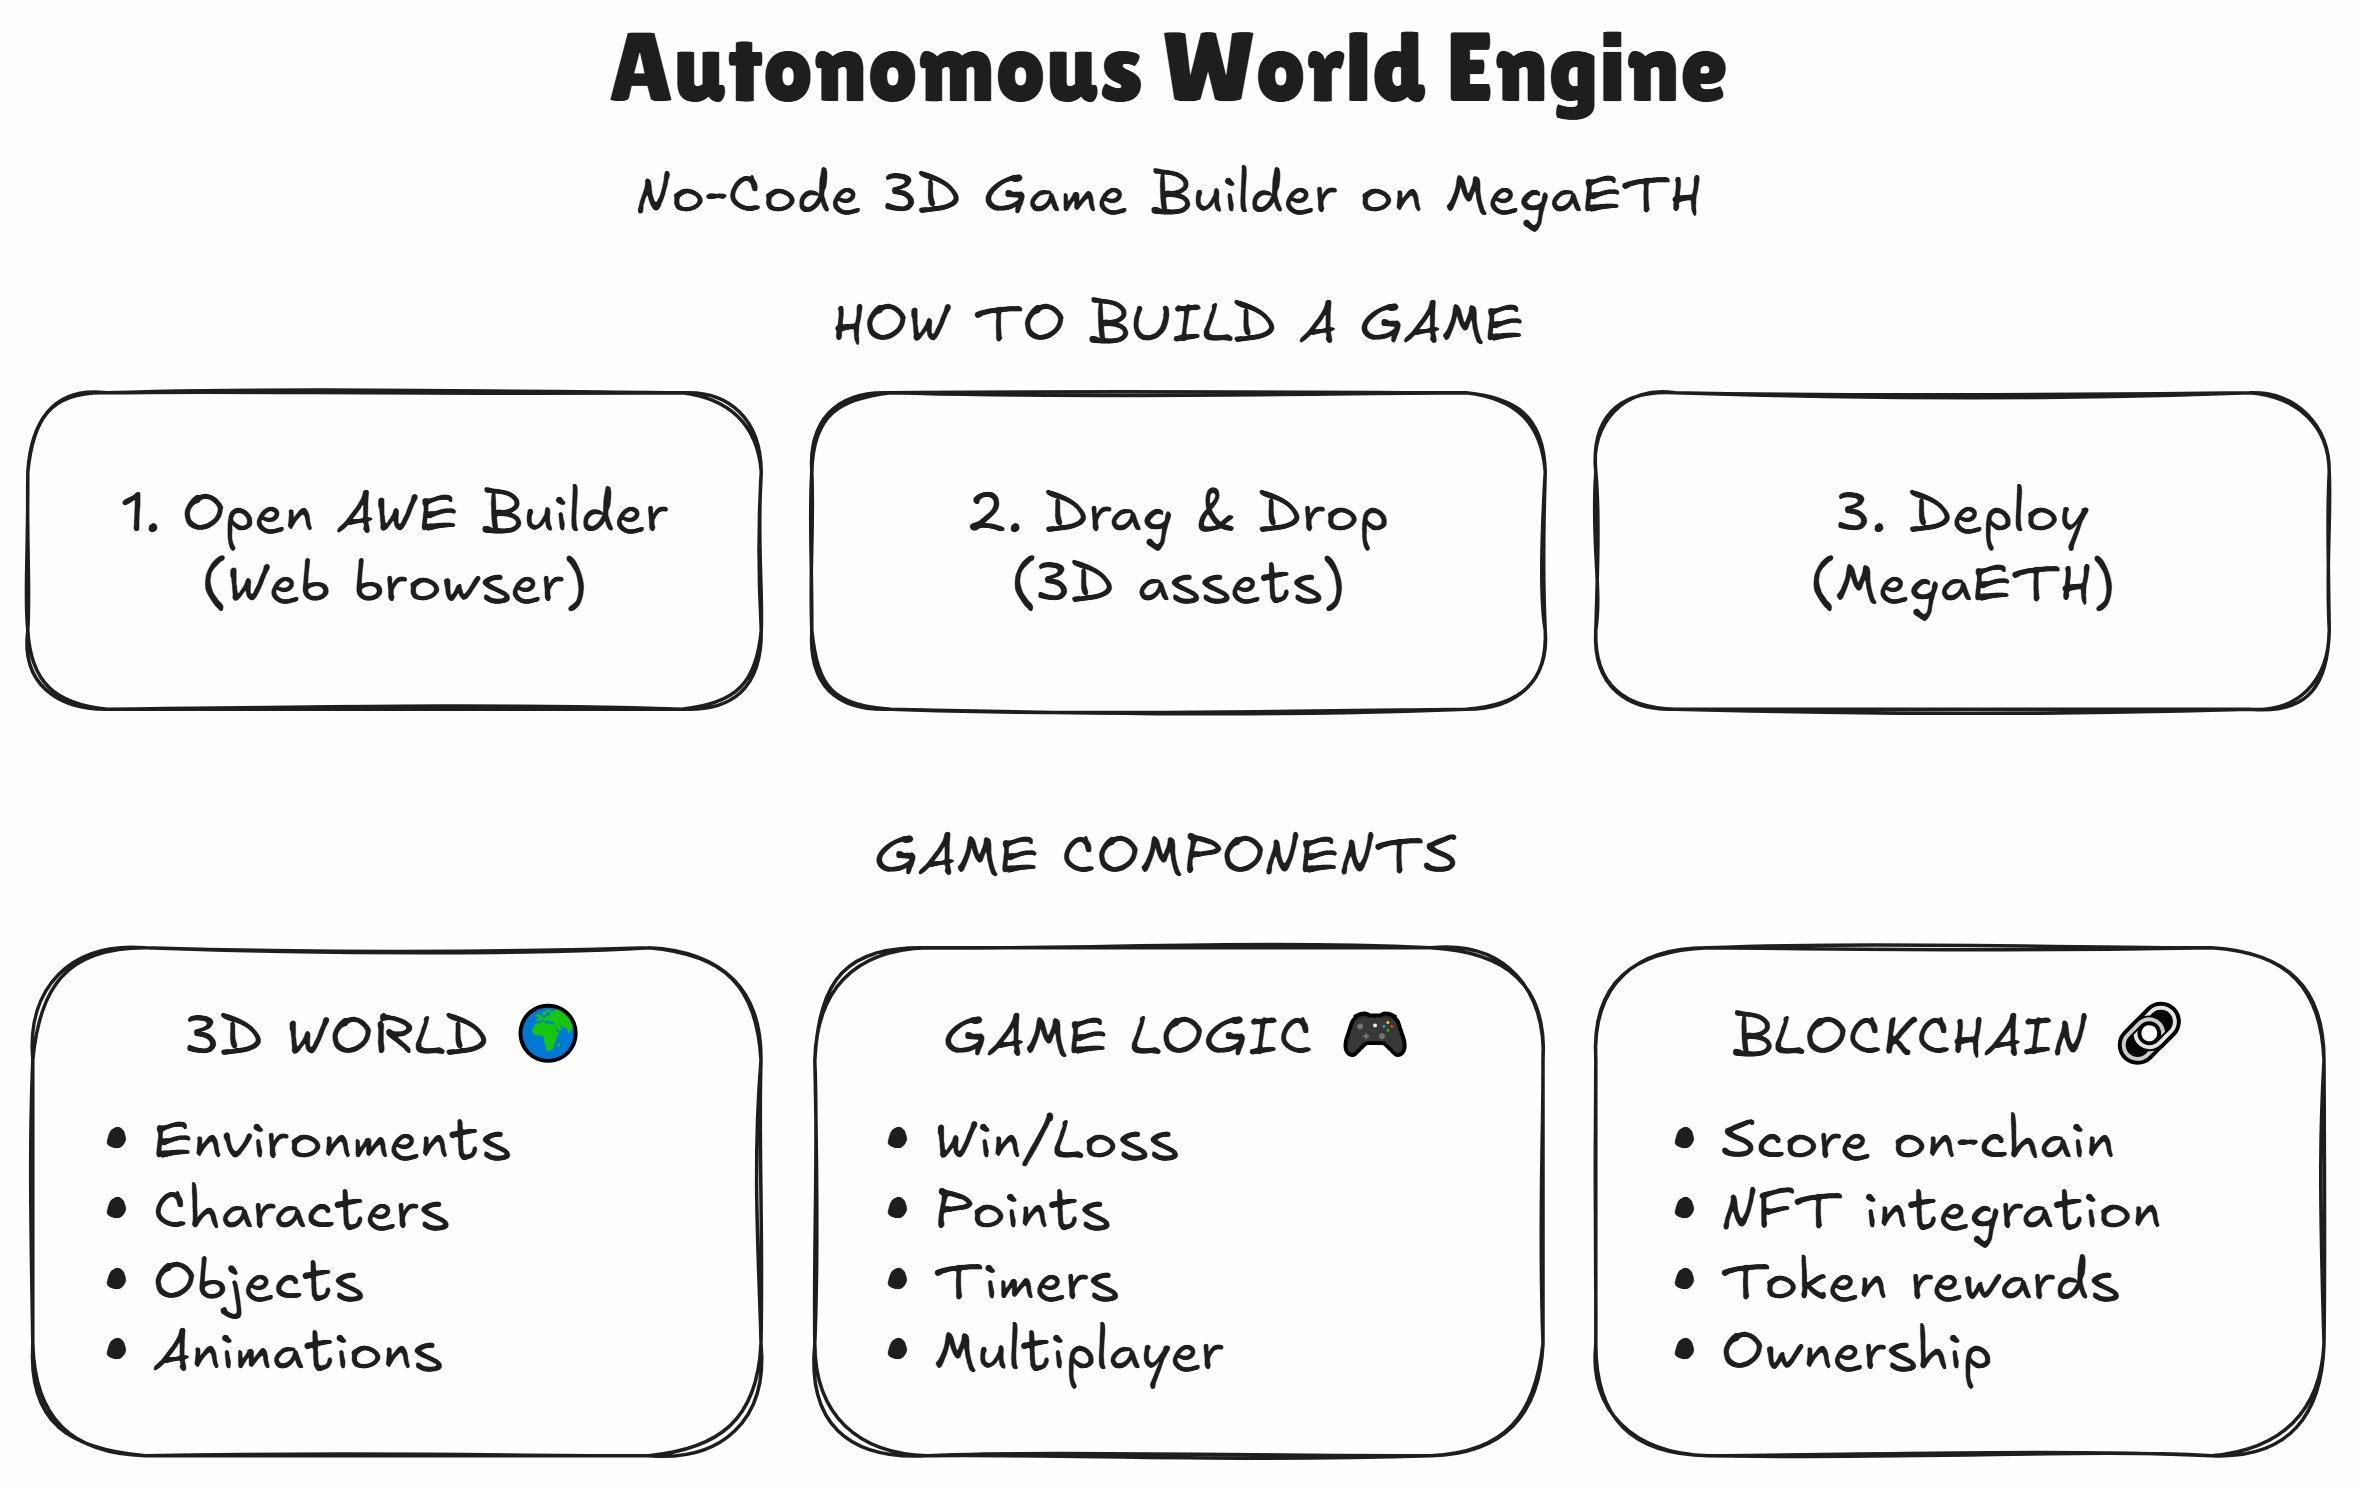 Autonomous World Engine
No-Code 3D Game Builder on MegaETH
HOW TO BUILD A GAME
1. Open AWE Builder
(Web browser)
2. Drag & Drop
(3D assets)
3. Deploy
(MegaETH)
GAME COMPONENTS
3D WORLD 🌍
• Environments
• Characters
• Objects
• Animations
GAME LOGIC 🎮
• Win/Loss
• Points
• Timers
• Multiplayer
BLOCKCHAIN 🔗
• Score on-chain
• NFT integration
• Token rewards
• Ownership